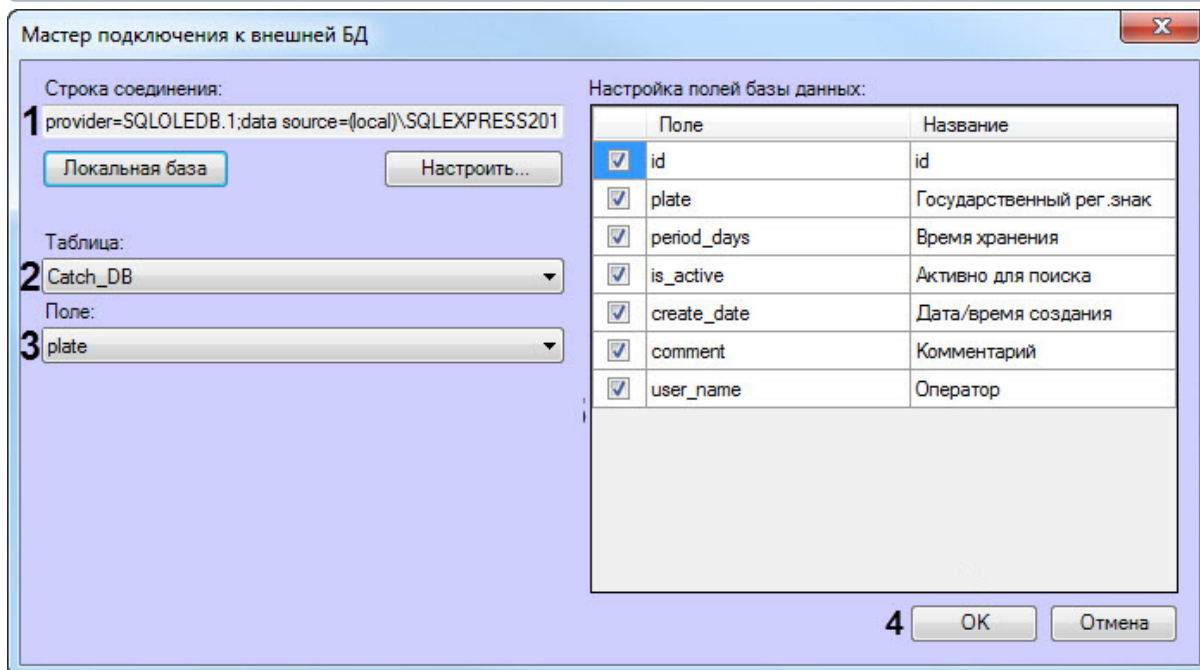 Мастер подключения к внешней БД
Строка соединения:
1 provider=SQLOLEDB.1;data source=(local)\SQLEXPRESS201
Локальная база Настроить...
Таблица:
2 Catch_DB
Поле:
3 plate
Настройка полей базы данных:
Поле Название
id id
plate Государственный рег.знак
period_days Время хранения
is_active Активно для поиска
create_date Дата/время создания
comment Комментарий
user_name Оператор
4 OK Отмена